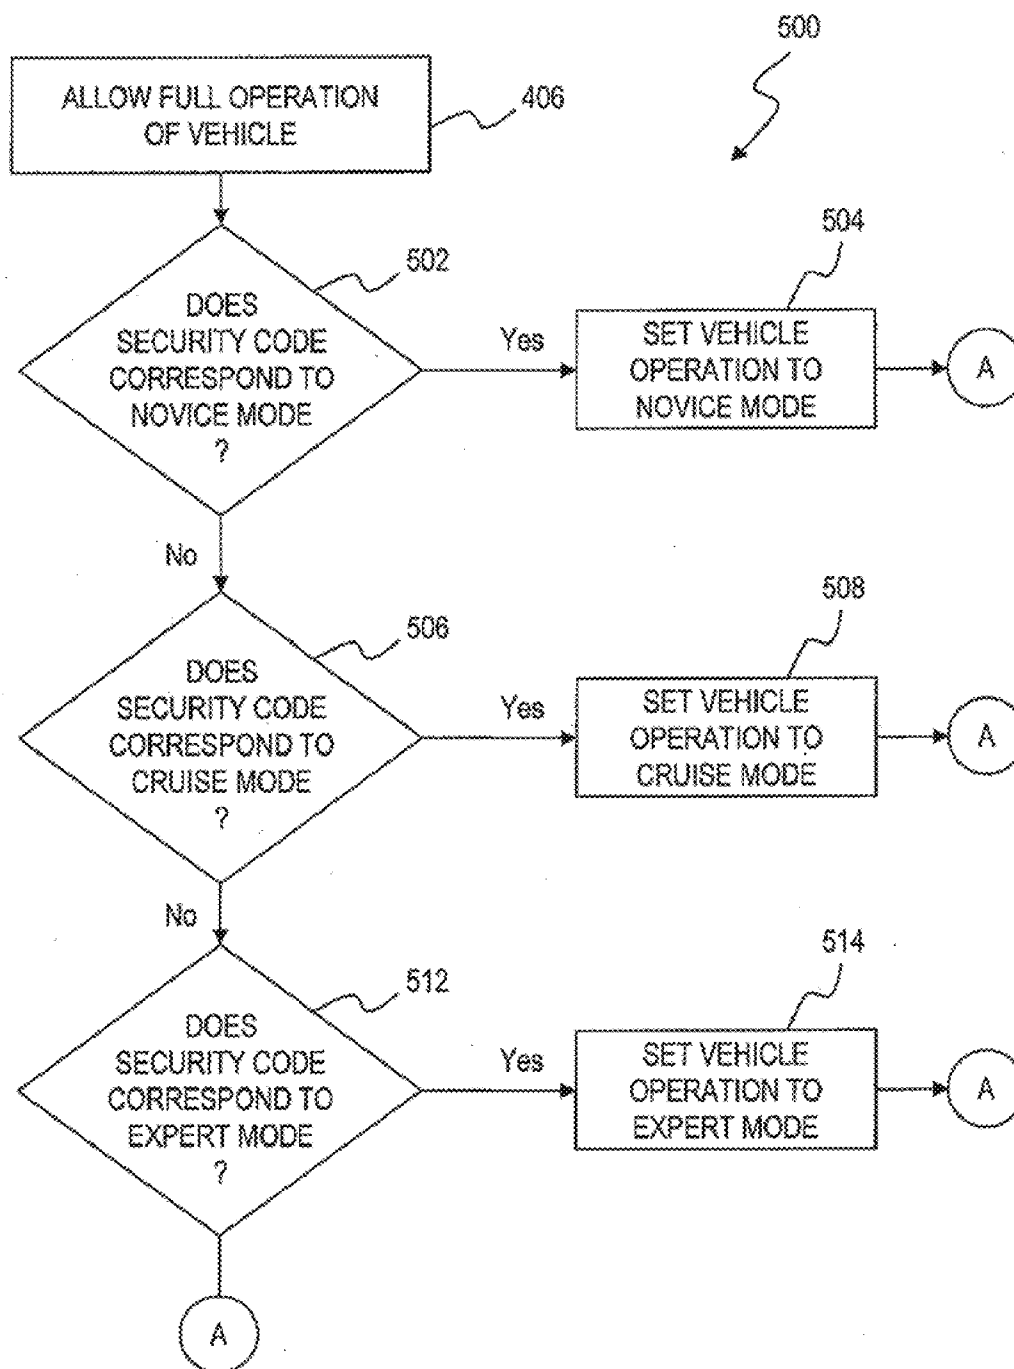 500
ALLOW FULL OPERATION
OF VEHICLE
406
502
DOES
SECURITY CODE
CORRESPOND TO
NOVICE MODE
?
Yes
504
SET VEHICLE
OPERATION TO
NOVICE MODE
A
No
506
DOES
SECURITY CODE
CORRESPOND TO
CRUISE MODE
?
Yes
508
SET VEHICLE
OPERATION TO
CRUISE MODE
A
No
512
DOES
SECURITY CODE
CORRESPOND TO
EXPERT MODE
?
Yes
514
SET VEHICLE
OPERATION TO
EXPERT MODE
A
A